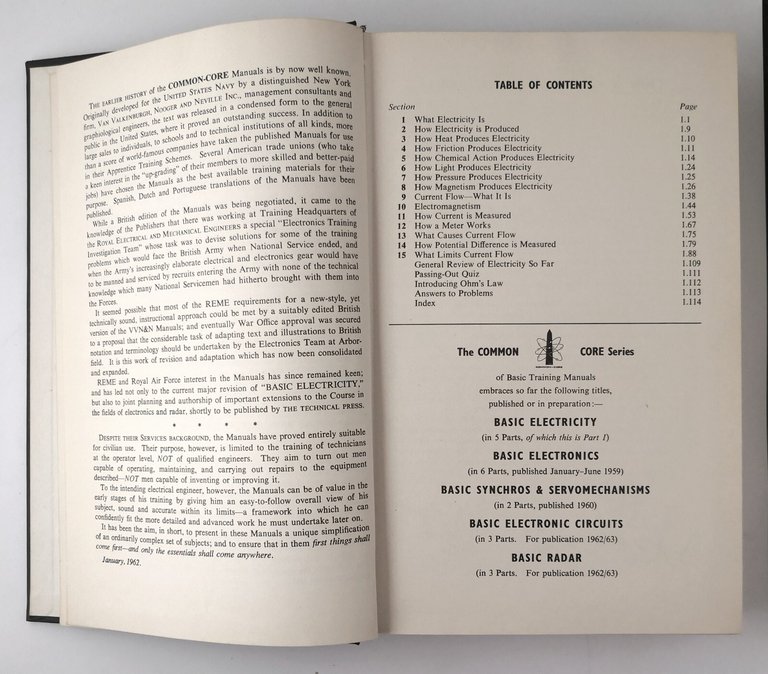 THE EARLIER HISTORY of the COMMON-CORE Manuals is by now well known.
Originally developed for the UNITED STATES NAVY by a distinguished New York
firm, VAN VALKENBURGH, NOOGER AND NEVILLE INC., management consultants and
graphiological engineers, the text was released in a condensed form to the general
public in the United States, where it proved an outstanding success. In addition to
large sales to individuals, to schools and to technical institutions of all kinds, more
than a score of world-famous companies have taken the published Manuals for use
in their Apprentice Training Schemes. Several American trade unions (who take
a keen interest in the "up-grading" of their members to more skilled and better-paid
jobs) have chosen the Manuals as the best available training materials for their
purpose. Spanish, Dutch and Portuguese translations of the Manuals have been
published.
While a British edition of the Manuals was being negotiated, it came to the
knowledge of the Publishers that there was working at Training Headquarters of
the ROYAL ELECTRICAL AND MECHANICAL ENGINEERS a special "Electronics Training
Investigation Team" whose task was to devise solutions for some of the training
problems which would face the British Army when National Service ended, and
when the Army's increasingly elaborate electrical and electronics gear would have
to be manned and serviced by recruits entering the Army with none of the technical
knowledge which many National Servicemen had hitherto brought with them into
the Forces.
It seemed possible that most of the REME requirements for a new-style, yet
technically sound, instructional approach could be met by a suitably edited British
version of the VVN&N Manuals; and eventually War Office approval was secured
to a proposal that the considerable task of adapting text and illustrations to British
notation and terminology should be undertaken by the Electronics Team at Arbor-
field. It is this work of revision and adaptation which has now been consolidated
and expanded.
REME and Royal Air Force interest in the Manuals has since remained keen;
and has led not only to the current major revision of "BASIC ELECTRICITY,"
but also to joint planning and authorship of important extensions to the Course in
the fields of electronics and radar, shortly to be published by THE TECHNICAL PRESS.
* * * *
DESPITE THEIR SERVICES BACKGROUND, the Manuals have proved entirely suitable
for civilian use. Their purpose, however, is limited to the training of technicians
at the operator level, NOT of qualified engineers. They aim to turn out men
capable of operating, maintaining, and carrying out repairs to the equipment
described—NOT men capable of inventing or improving it.
To the intending electrical engineer, however, the Manuals can be of value in the
early stages of his training by giving him an easy-to-follow overall view of his
subject, sound and accurate within its limits—a framework into which he can
confidently fit the more detailed and advanced work he must undertake later on.
It has been the aim, in short, to present in these Manuals a unique simplification
of an ordinarily complex set of subjects; and to ensure that in them first things shall
come first—and only the essentials shall come anywhere.
January, 1962.
TABLE OF CONTENTS
Section Page
1 What Electricity Is 1.1
2 How Electricity is Produced 1.9
3 How Heat Produces Electricity 1.10
4 How Friction Produces Electricity 1.11
5 How Chemical Action Produces Electricity 1.14
6 How Light Produces Electricity 1.24
7 How Pressure Produces Electricity 1.25
8 How Magnetism Produces Electricity 1.26
9 Current Flow—What It Is 1.38
10 Electromagnetism 1.44
11 How Current is Measured 1.53
12 How a Meter Works 1.67
13 What Causes Current Flow 1.75
14 How Potential Difference is Measured 1.79
15 What Limits Current Flow 1.88
General Review of Electricity So Far 1.109
Passing-Out Quiz 1.111
Introducing Ohm's Law 1.112
Answers to Problems 1.113
Index 1.114
The COMMON CORE Series
of Basic Training Manuals
embraces so far the following titles,
published or in preparation:—
BASIC ELECTRICITY
(in 5 Parts, of which this is Part 1)
BASIC ELECTRONICS
(in 6 Parts, published January–June 1959)
BASIC SYNCHROS & SERVOMECHANISMS
(in 2 Parts, published 1960)
BASIC ELECTRONIC CIRCUITS
(in 3 Parts. For publication 1962/63)
BASIC RADAR
(in 3 Parts. For publication 1962/63)